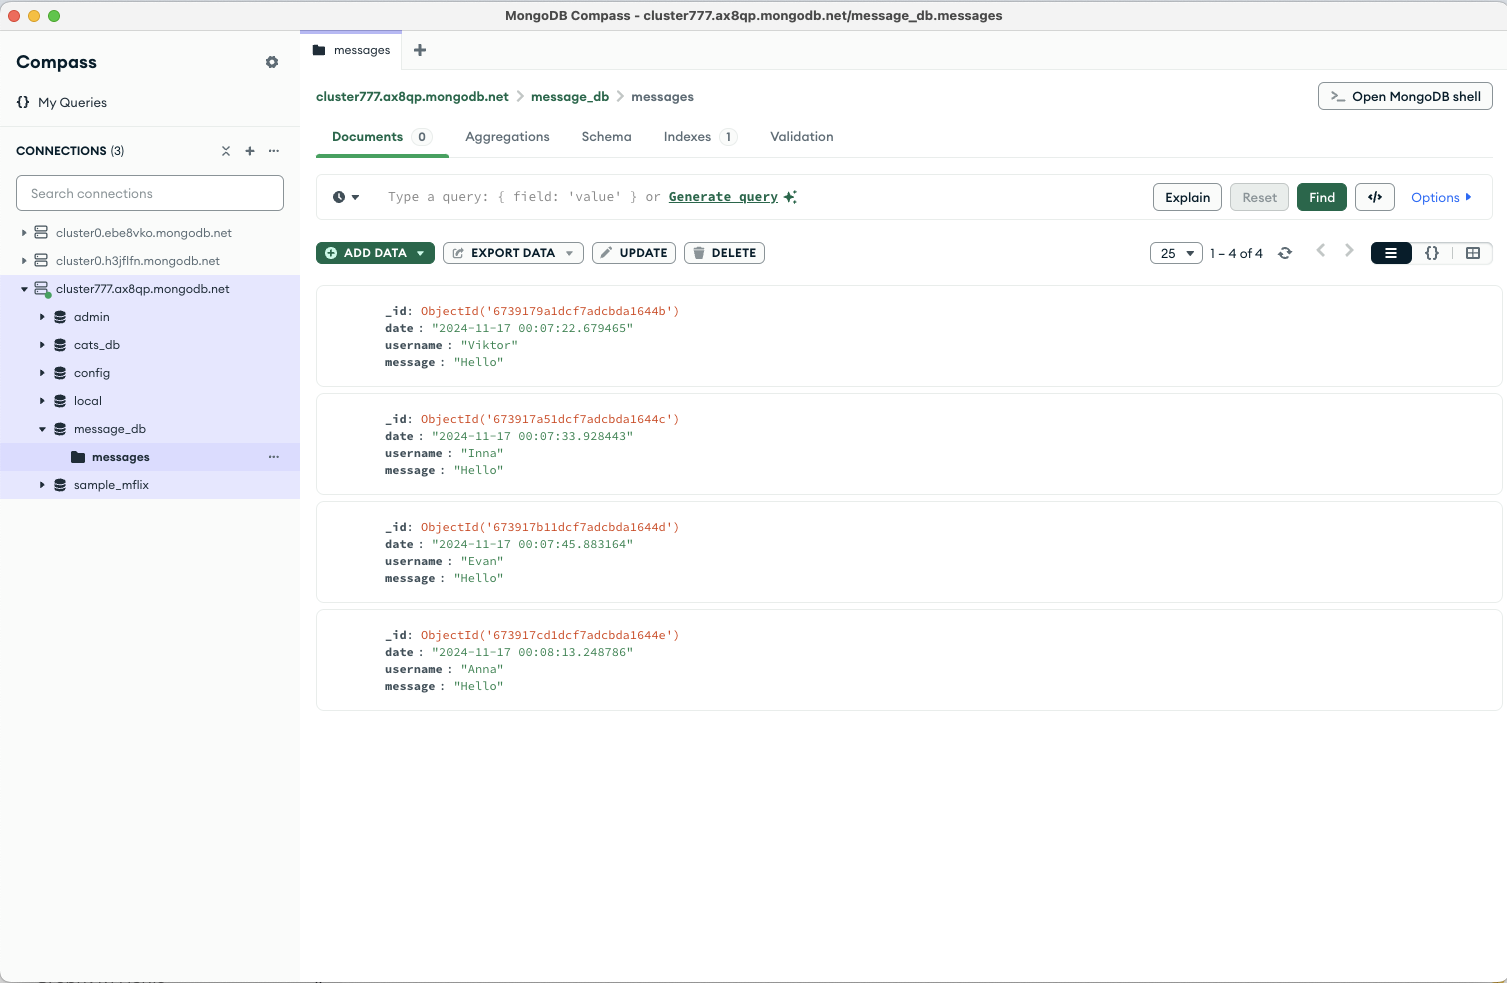 MongoDB Compass - cluster777.ax8qp.mongodb.net/message_db.messages
Compass
My Queries
CONNECTIONS (3)
Search connections
cluster0.ebe8vko.mongodb.net
cluster0.h3jflfn.mongodb.net
cluster777.ax8qp.mongodb.net
admin
cats_db
config
local
message_db
messages
sample_mflix
messages
cluster777.ax8qp.mongodb.net > message_db > messages
>_ Open MongoDB shell
Documents 0 Aggregations Schema Indexes 1 Validation
Type a query: { field: 'value' } or Generate query
Explain Reset Find </> Options
ADD DATA EXPORT DATA UPDATE DELETE
25 1 – 4 of 4 {}
_id: ObjectId('6739179a1dcf7adcbda1644b')
date : "2024-11-17 00:07:22.679465"
username : "Viktor"
message : "Hello"
_id: ObjectId('673917a51dcf7adcbda1644c')
date : "2024-11-17 00:07:33.928443"
username : "Inna"
message : "Hello"
_id: ObjectId('673917b11dcf7adcbda1644d')
date : "2024-11-17 00:07:45.883164"
username : "Evan"
message : "Hello"
_id: ObjectId('673917cd1dcf7adcbda1644e')
date : "2024-11-17 00:08:13.248786"
username : "Anna"
message : "Hello"